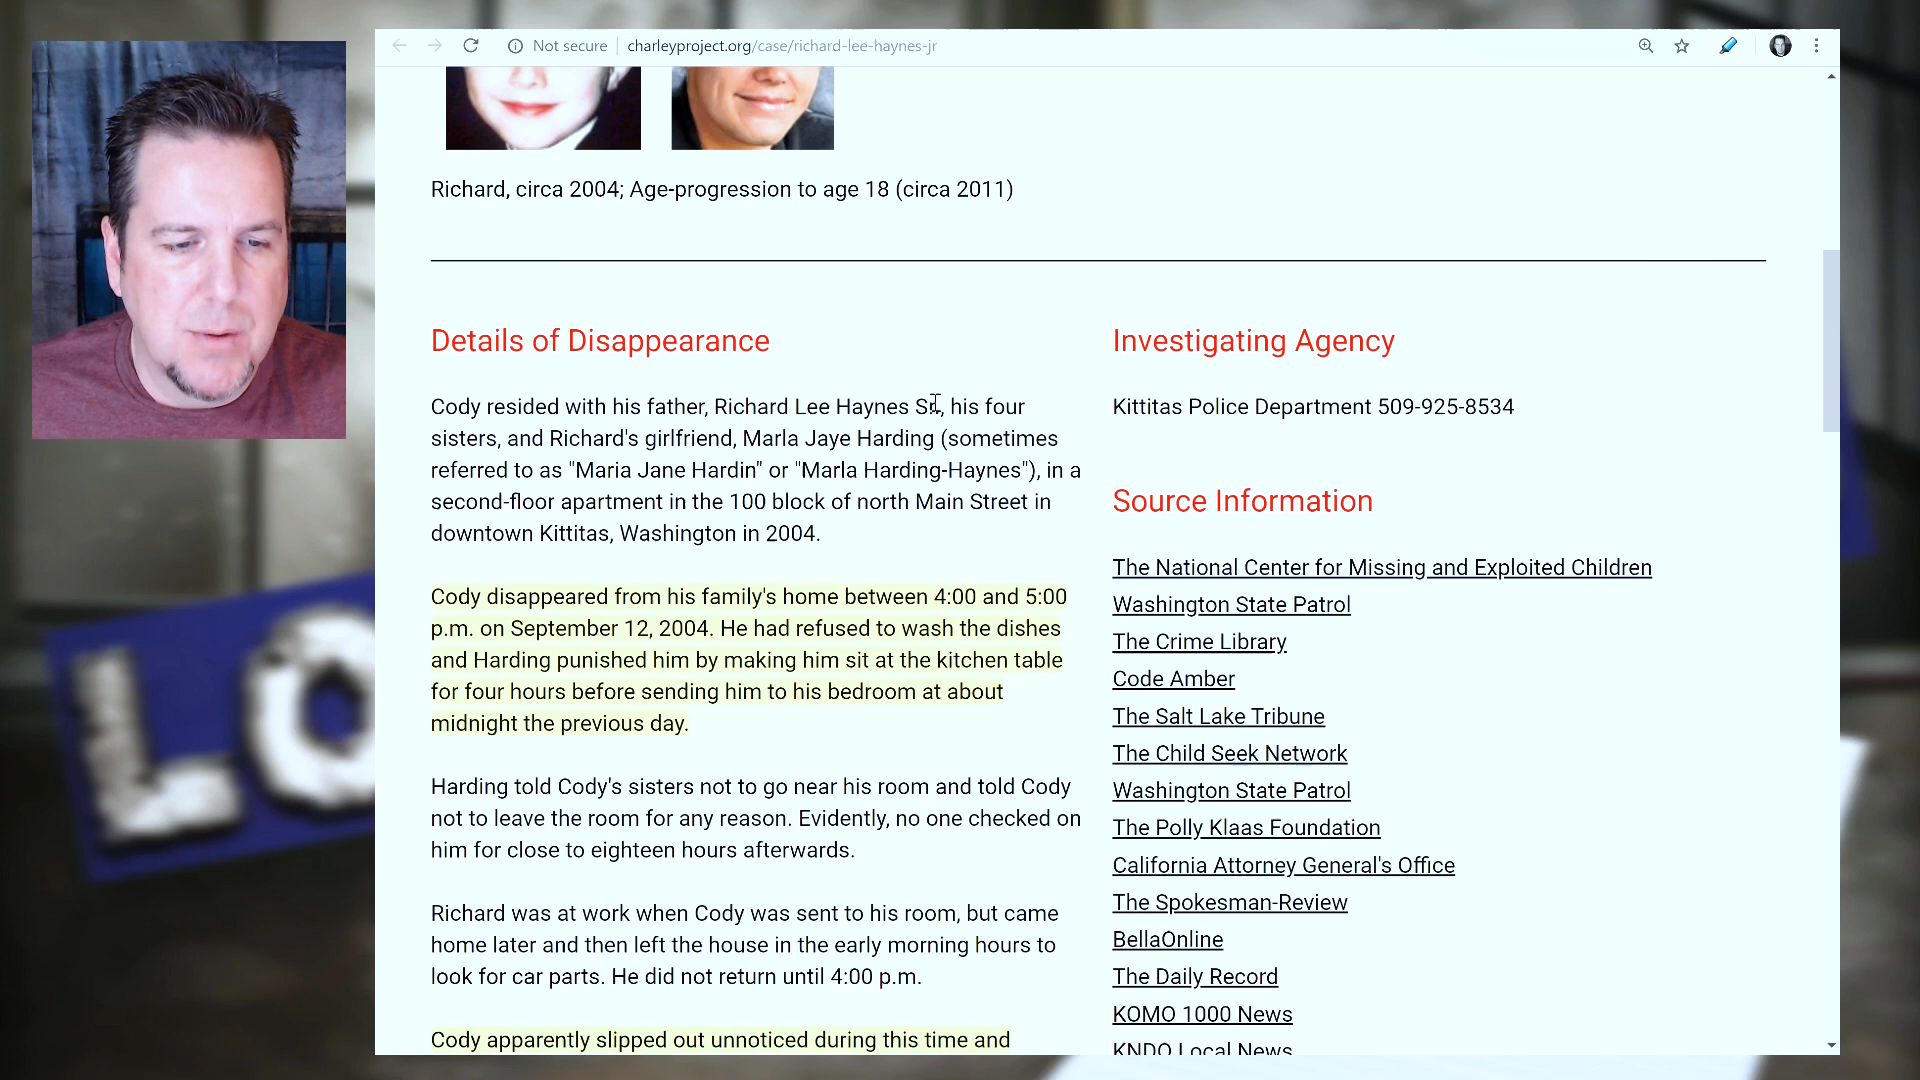 Not secure
charleyproject.org/case/richard-lee-haynes-jr
Richard, circa 2004; Age-progression to age 18 (circa 2011)
Details of Disappearance
Cody resided with his father, Richard Lee Haynes Sr., his four
sisters, and Richard's girlfriend, Marla Jaye Harding (sometimes
referred to as "Maria Jane Hardin" or "Marla Harding-Haynes"), in a
second-floor apartment in the 100 block of north Main Street in
downtown Kittitas, Washington in 2004.
Cody disappeared from his family's home between 4:00 and 5:00
p.m. on September 12, 2004. He had refused to wash the dishes
and Harding punished him by making him sit at the kitchen table
for four hours before sending him to his bedroom at about
midnight the previous day.
Harding told Cody's sisters not to go near his room and told Cody
not to leave the room for any reason. Evidently, no one checked on
him for close to eighteen hours afterwards.
Richard was at work when Cody was sent to his room, but came
home later and then left the house in the early morning hours to
look for car parts. He did not return until 4:00 p.m.
Cody apparently slipped out unnoticed during this time and
Investigating Agency
Kittitas Police Department 509-925-8534
Source Information
The National Center for Missing and Exploited Children
Washington State Patrol
The Crime Library
Code Amber
The Salt Lake Tribune
The Child Seek Network
Washington State Patrol
The Polly Klaas Foundation
California Attorney General's Office
The Spokesman-Review
BellaOnline
The Daily Record
KOMO 1000 News
KNDO Local News
LO